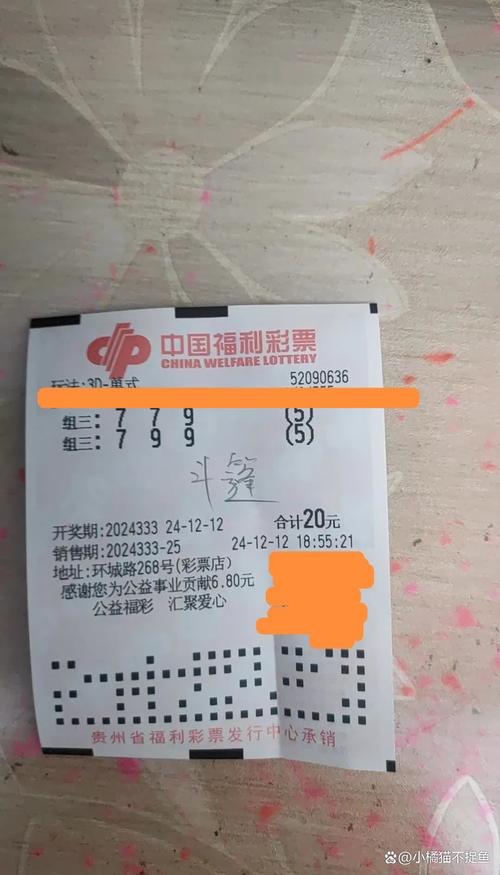 中国福利彩票
CHINA WELFARE LOTTERY
玩法:3D-单式
52090636
组三: 7 7 9 (5)
组三: 7 9 9 (5)
开奖期:2024333 24-12-12 合计20元
销售期:2024333-25 24-12-12 18:55:21
地址:环城路268号(彩票店)
感谢您为公益事业贡献6.80元
公益福彩 汇聚爱心
贵州省福利彩票发行中心承销
@小橘猫不捉鱼